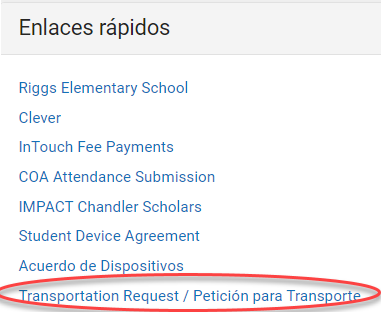 Enlaces rápidos
Riggs Elementary School
Clever
InTouch Fee Payments
COA Attendance Submission
IMPACT Chandler Scholars
Student Device Agreement
Acuerdo de Dispositivos
Transportation Request / Petición para Transporte